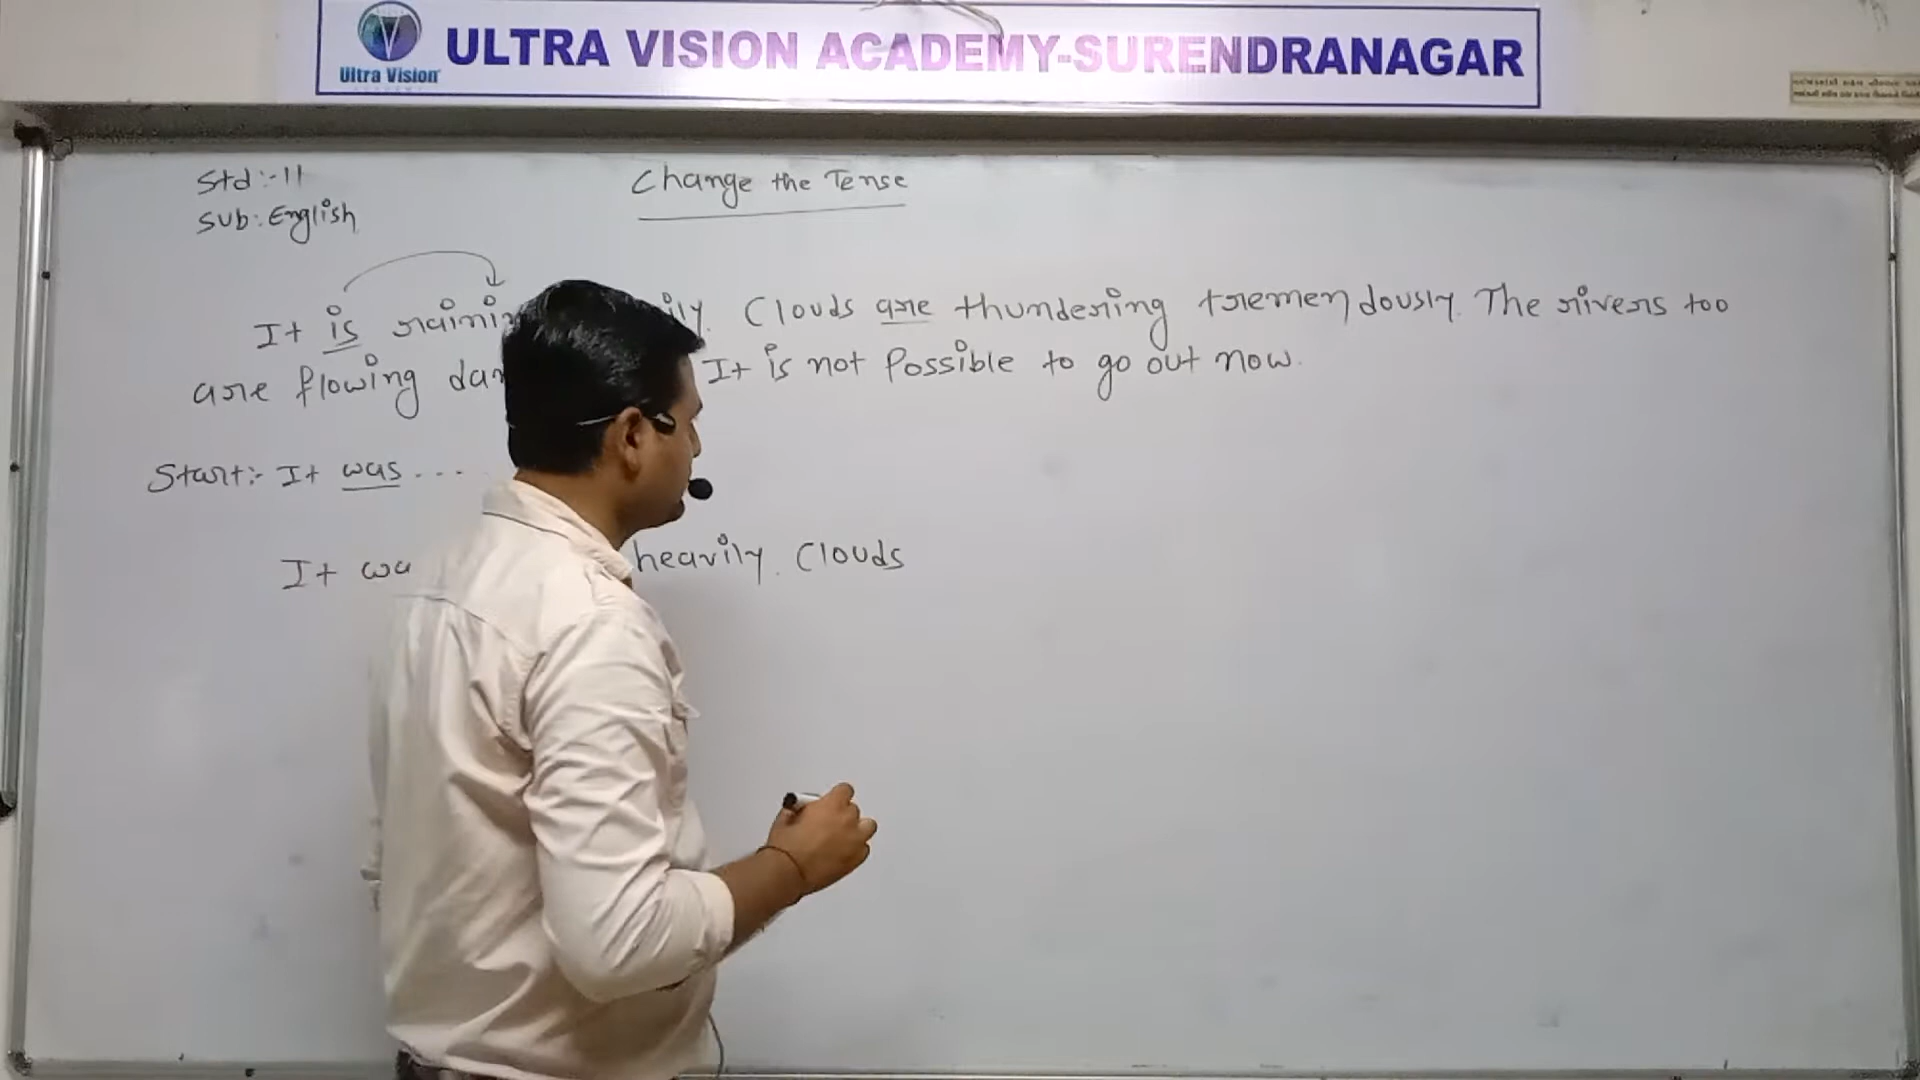 ULTRA VISION ACADEMY-SURENDRANAGAR
Ultra Vision
Std:-11
Sub:English
Change the Tense
It is Clouds are thundering tremendously. The rivers too
are flowing It is not Possible to go out now.
Start:- It was ....
It heavily. Clouds